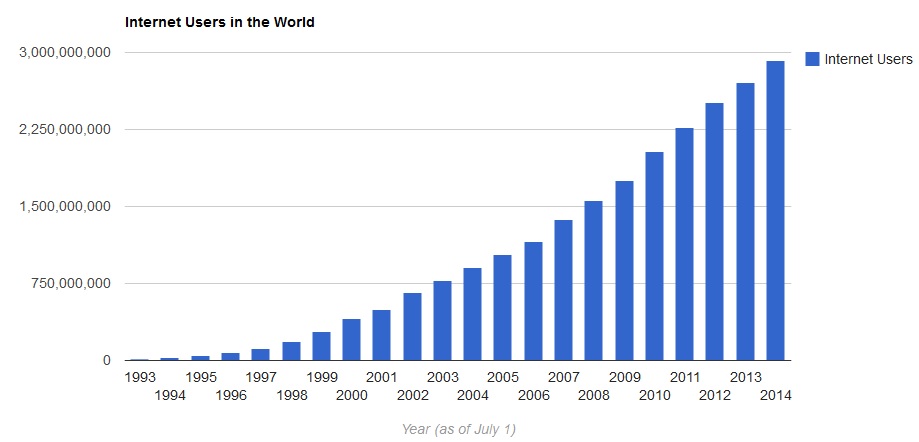 Internet Users in the World
3,000,000,000
Internet Users
2,250,000,000
1,500,000,000
750,000,000
0
1993 1995 1997 1999 2001 2003 2005 2007 2009 2011 2013
1994 1996 1998 2000 2002 2004 2006 2008 2010 2012 2014
Year (as of July 1)